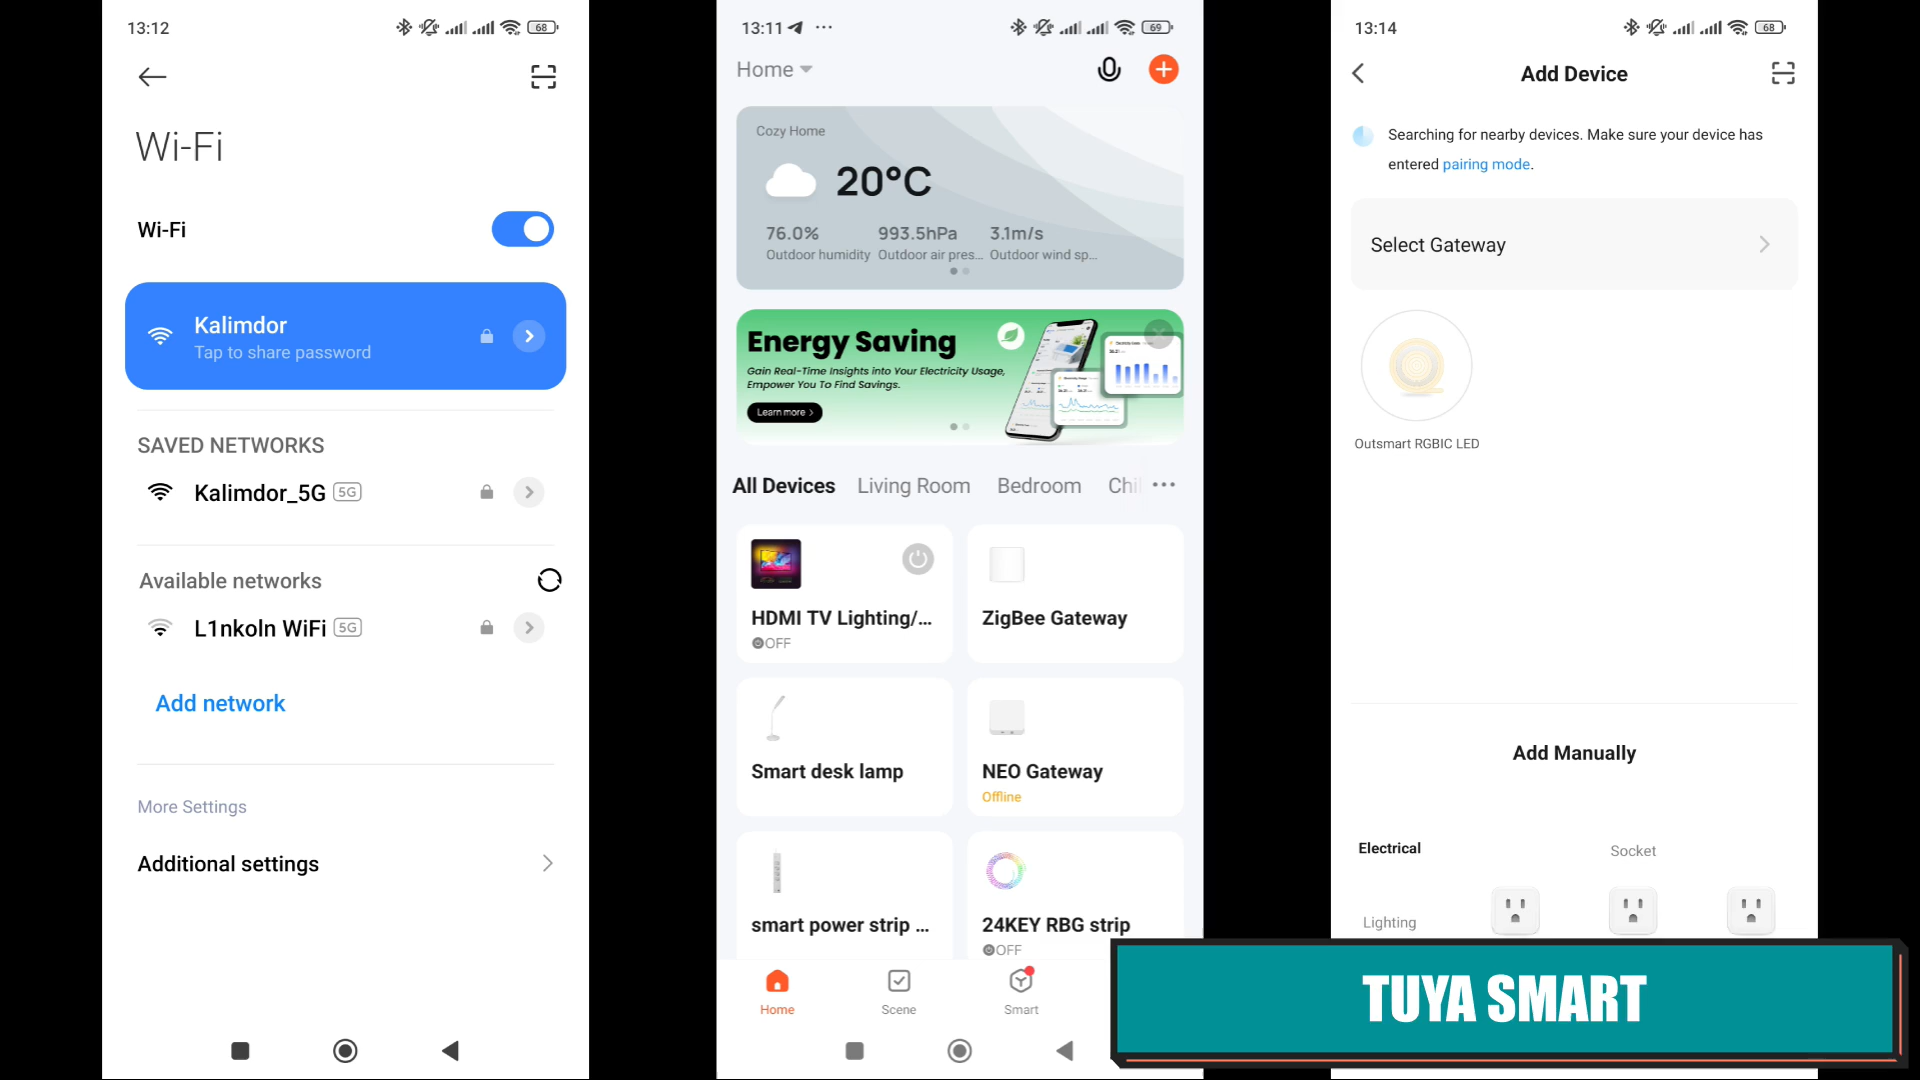 13:12
68
Wi-Fi
Wi-Fi
Kalimdor
Tap to share password
SAVED NETWORKS
Kalimdor_5G 5G
Available networks
L1nkoln WiFi 5G
Add network
More Settings
Additional settings
13:11
69
Home
Cozy Home
20°C
76.0% 993.5hPa 3.1m/s
Outdoor humidity Outdoor air pres... Outdoor wind sp...
Energy Saving
Gain Real-Time Insights into Your Electricity Usage,
Empower You To Find Savings.
Learn more
All Devices Living Room Bedroom Chi
HDMI TV Lighting/...
OFF
ZigBee Gateway
Smart desk lamp
NEO Gateway
Offline
smart power strip ...
24KEY RBG strip
OFF
Home Scene Smart
13:14
68
Add Device
Searching for nearby devices. Make sure your device has
entered pairing mode.
Select Gateway
Outsmart RGBIC LED
Add Manually
Electrical
Socket
Lighting
TUYA SMART